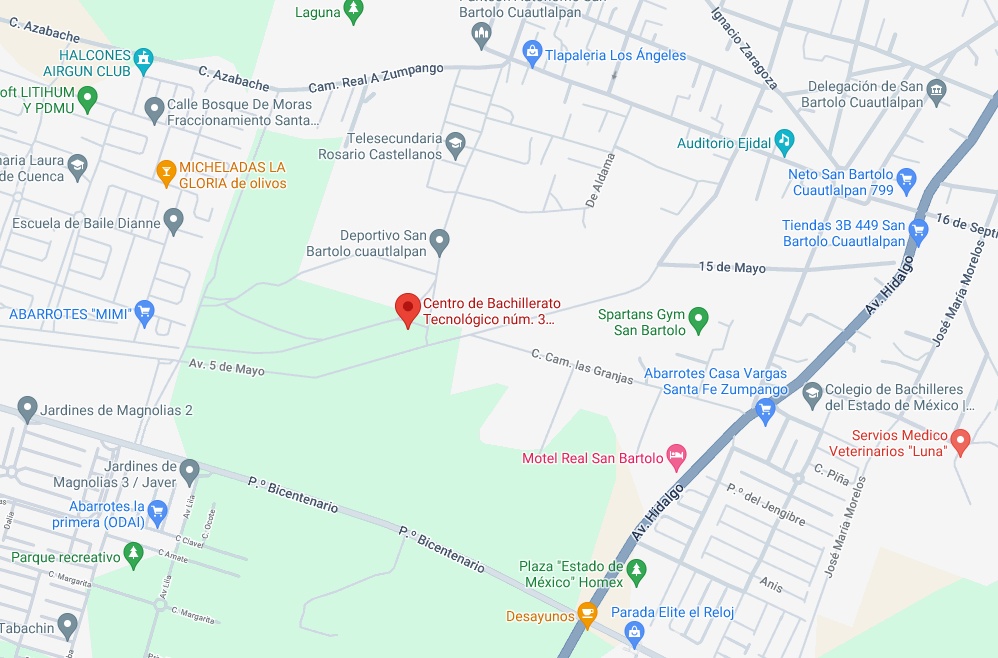 Laguna
San Bartolo Cuautlalpan
C. Azabache
HALCONES
AIRGUN CLUB
C. Azabache
Cam. Real A Zumpango
Tlapaleria Los Ángeles
Ignacio Zaragoza
oft LITIHUM
Y PDMU
Calle Bosque De Moras
Fraccionamiento Santa...
Delegación de San
Bartolo Cuautlalpan
Telesecundaria
Rosario Castellanos
Auditorio Ejidal
naria Laura
de Cuenca
MICHELADAS LA
GLORIA de olivos
De Aldama
Neto San Bartolo
Cuautlalpan 799
Escuela de Baile Dianne
Deportivo San
Bartolo cuautlalpan
Tiendas 3B 449 San
Bartolo Cuautlalpan
16 de Septi
15 de Mayo
Av. Hidalgo
José María Morelos
ABARROTES "MIMI"
Centro de Bachillerato
Tecnológico núm. 3...
Spartans Gym
San Bartolo
Av. 5 de Mayo
C. Cam. las Granjas
Abarrotes Casa Vargas
Santa Fe Zumpango
Colegio de Bachilleres
del Estado de México |...
Jardines de Magnolias 2
Servios Medico
Veterinarios "Luna"
Motel Real San Bartolo
Jardines de
Magnolias 3 / Javer
C. Piña
P.º Bicentenario
Av. Hidalgo
P.º del Jengibre
José María Morelos
Abarrotes la
primera (ODAI)
Av Lila
C. Ocote
Dalia
P.º Bicentenario
C Clavel
C Amate
Parque recreativo
C. Margarita
Av Lila
Plaza "Estado de
México" Homex
Anis
C. Margarita
Desayunos
Parada Elite el Reloj
Tabachin